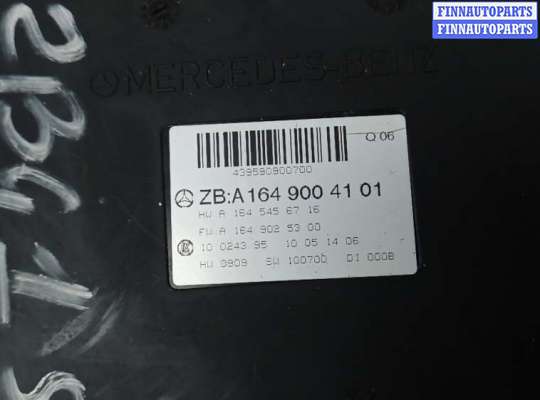 FINNAUTOPARTS
FINNAUTOPARTS
MERCEDES-BENZ
Q 06
439590900700
ZB:A 164 900 41 01
HW A 164 545 67 16
FW A 164 902 53 00
10 0243 95 10 05 14 06
HW 0909 SW 100700 DI 000B